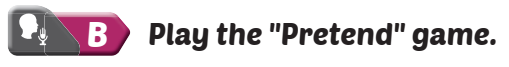 B Play the "Pretend" game.